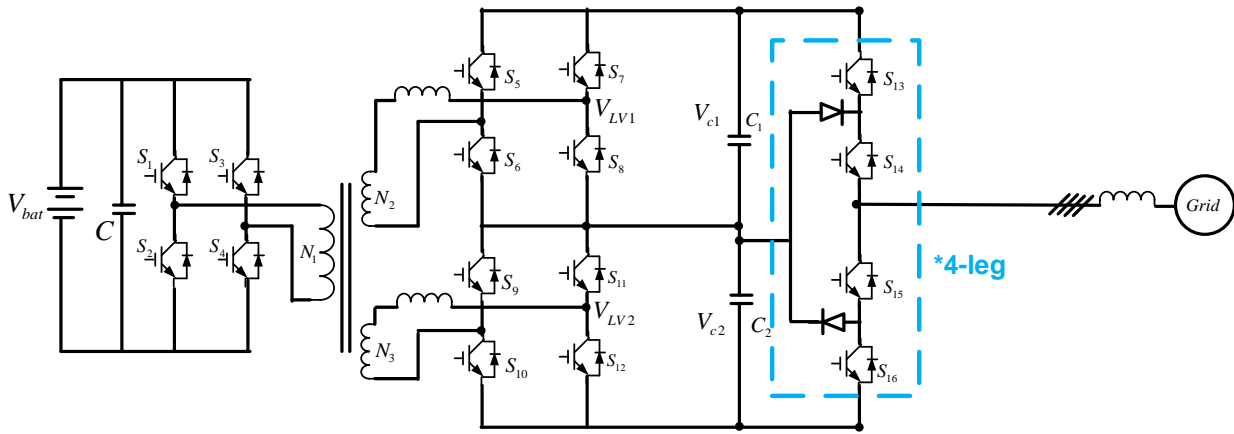 V_bat
C
S_1
S_3
S_2
S_4
N_1
N_2
N_3
S_5
S_7
V_LV1
S_6
S_8
S_9
S_11
V_LV2
S_10
S_12
V_c1
C_1
V_c2
C_2
S_13
S_14
S_15
S_16
*4-leg
Grid